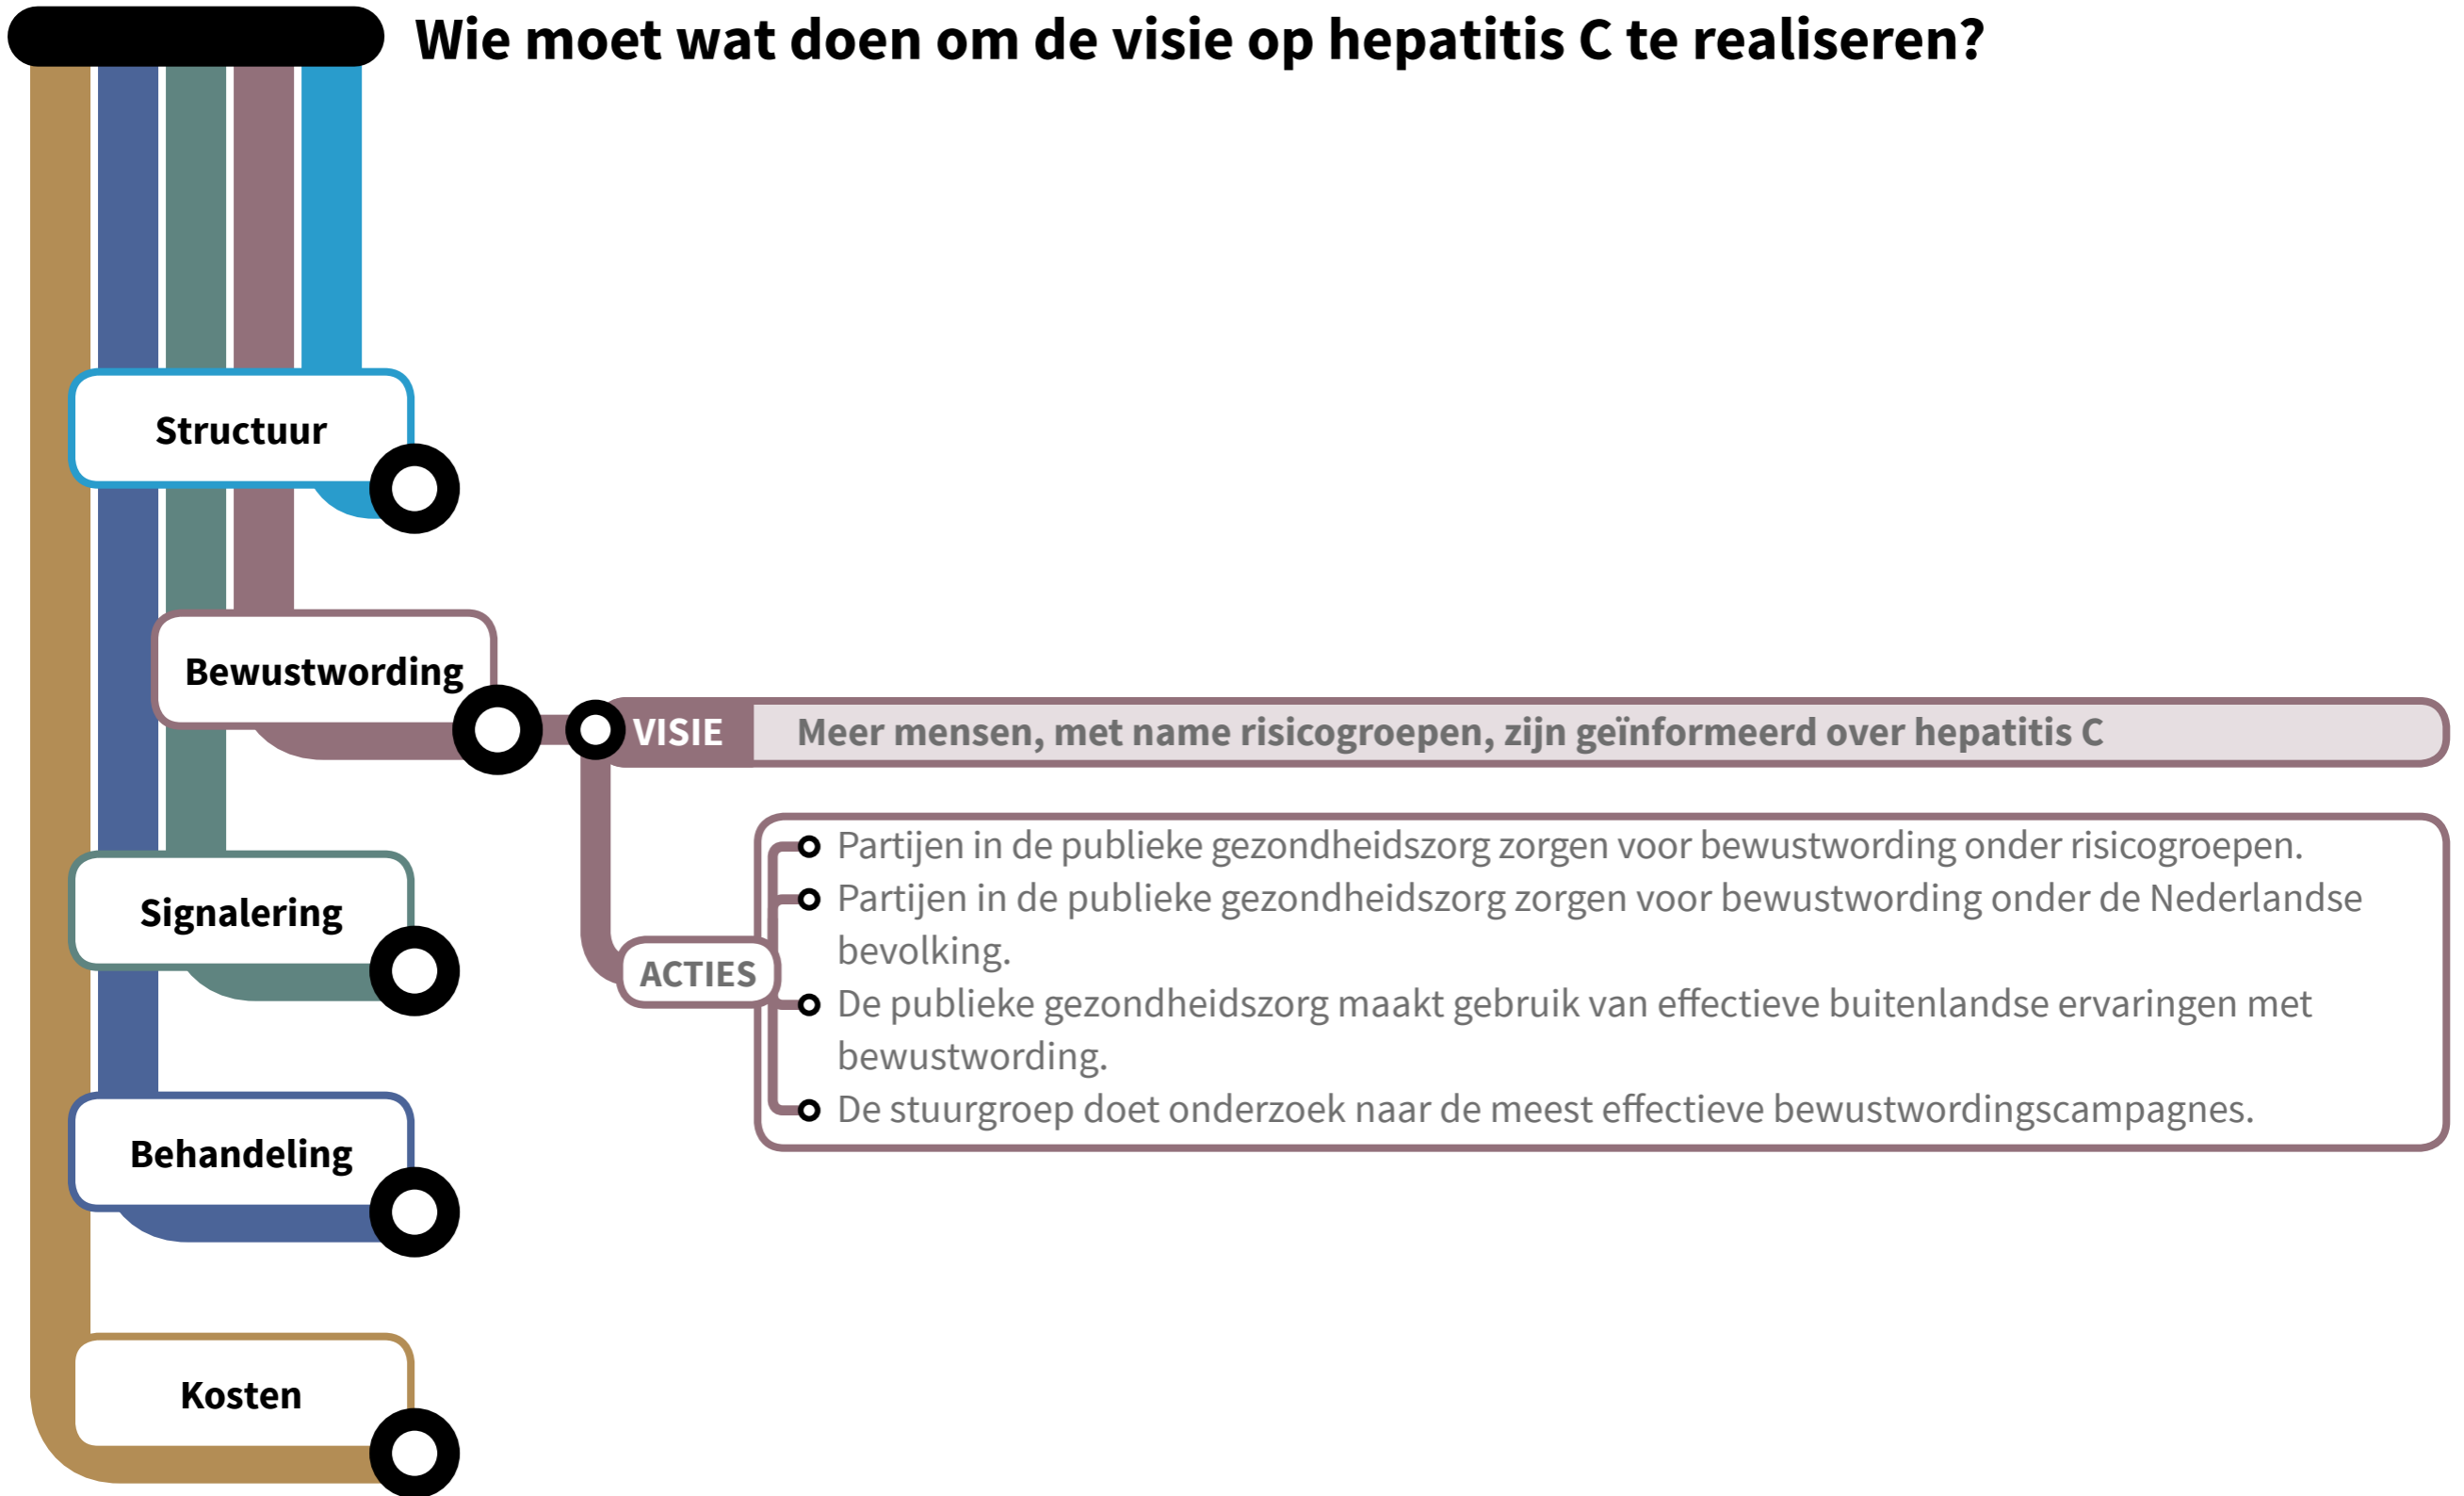 Wie moet wat doen om de visie op hepatitis C te realiseren?
Structuur
Bewustwording
VISIE
Meer mensen, met name risicogroepen, zijn geïnformeerd over hepatitis C
ACTIES
Partijen in de publieke gezondheidszorg zorgen voor bewustwording onder risicogroepen.
Partijen in de publieke gezondheidszorg zorgen voor bewustwording onder de Nederlandse
bevolking.
De publieke gezondheidszorg maakt gebruik van effectieve buitenlandse ervaringen met
bewustwording.
De stuurgroep doet onderzoek naar de meest effectieve bewustwordingscampagnes.
Signalering
Behandeling
Kosten